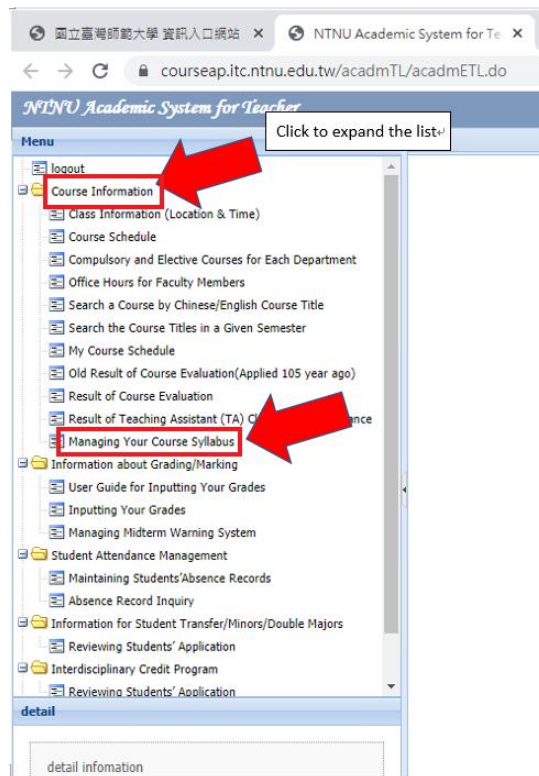 國立臺灣師範大學 資訊入口網站
NTNU Academic System for Te
courseap.itc.ntnu.edu.tw/acadmTL/acadmETL.do
NTNU Academic System for Teacher
Click to expand the list
Menu
logout
Course Information
Class Information (Location & Time)
Course Schedule
Compulsory and Elective Courses for Each Department
Office Hours for Faculty Members
Search a Course by Chinese/English Course Title
Search the Course Titles in a Given Semester
My Course Schedule
Old Result of Course Evaluation(Applied 105 year ago)
Result of Course Evaluation
Result of Teaching Assistant (TA)
Managing Your Course Syllabus
Information about Grading/Marking
User Guide for Inputting Your Grades
Inputting Your Grades
Managing Midterm Warning System
Student Attendance Management
Maintaining Students'Absence Records
Absence Record Inquiry
Information for Student Transfer/Minors/Double Majors
Reviewing Students' Application
Interdisciplinary Credit Program
Reviewing Students' Application
detail
detail infomation